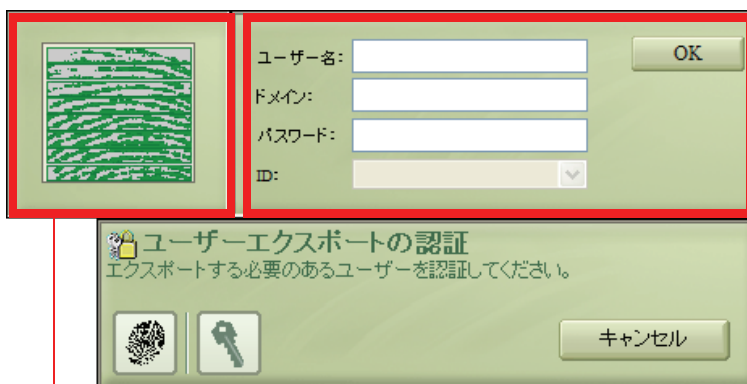 ユーザー名:
OK
ドメイン:
パスワード:
ID:
ユーザーエクスポートの認証
エクスポートする必要のあるユーザーを認証してください。
キャンセル